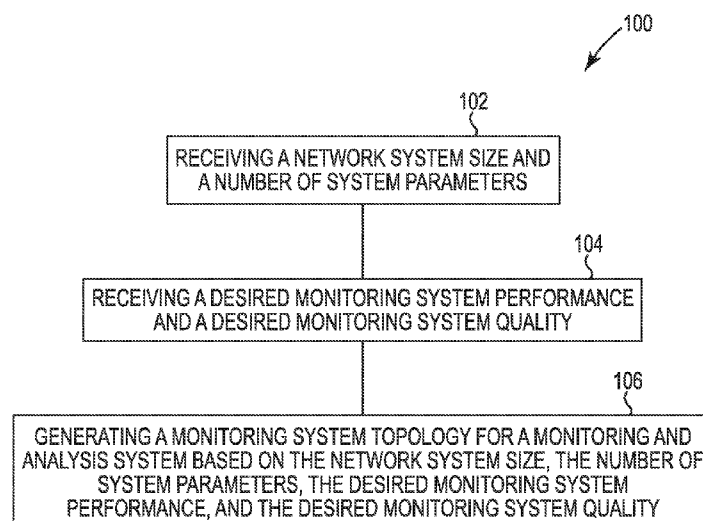 100
102
RECEIVING A NETWORK SYSTEM SIZE AND
A NUMBER OF SYSTEM PARAMETERS
104
RECEIVING A DESIRED MONITORING SYSTEM PERFORMANCE
AND A DESIRED MONITORING SYSTEM QUALITY
106
GENERATING A MONITORING SYSTEM TOPOLOGY FOR A MONITORING AND
ANALYSIS SYSTEM BASED ON THE NETWORK SYSTEM SIZE, THE NUMBER OF
SYSTEM PARAMETERS, THE DESIRED MONITORING SYSTEM
PERFORMANCE, AND THE DESIRED MONITORING SYSTEM QUALITY